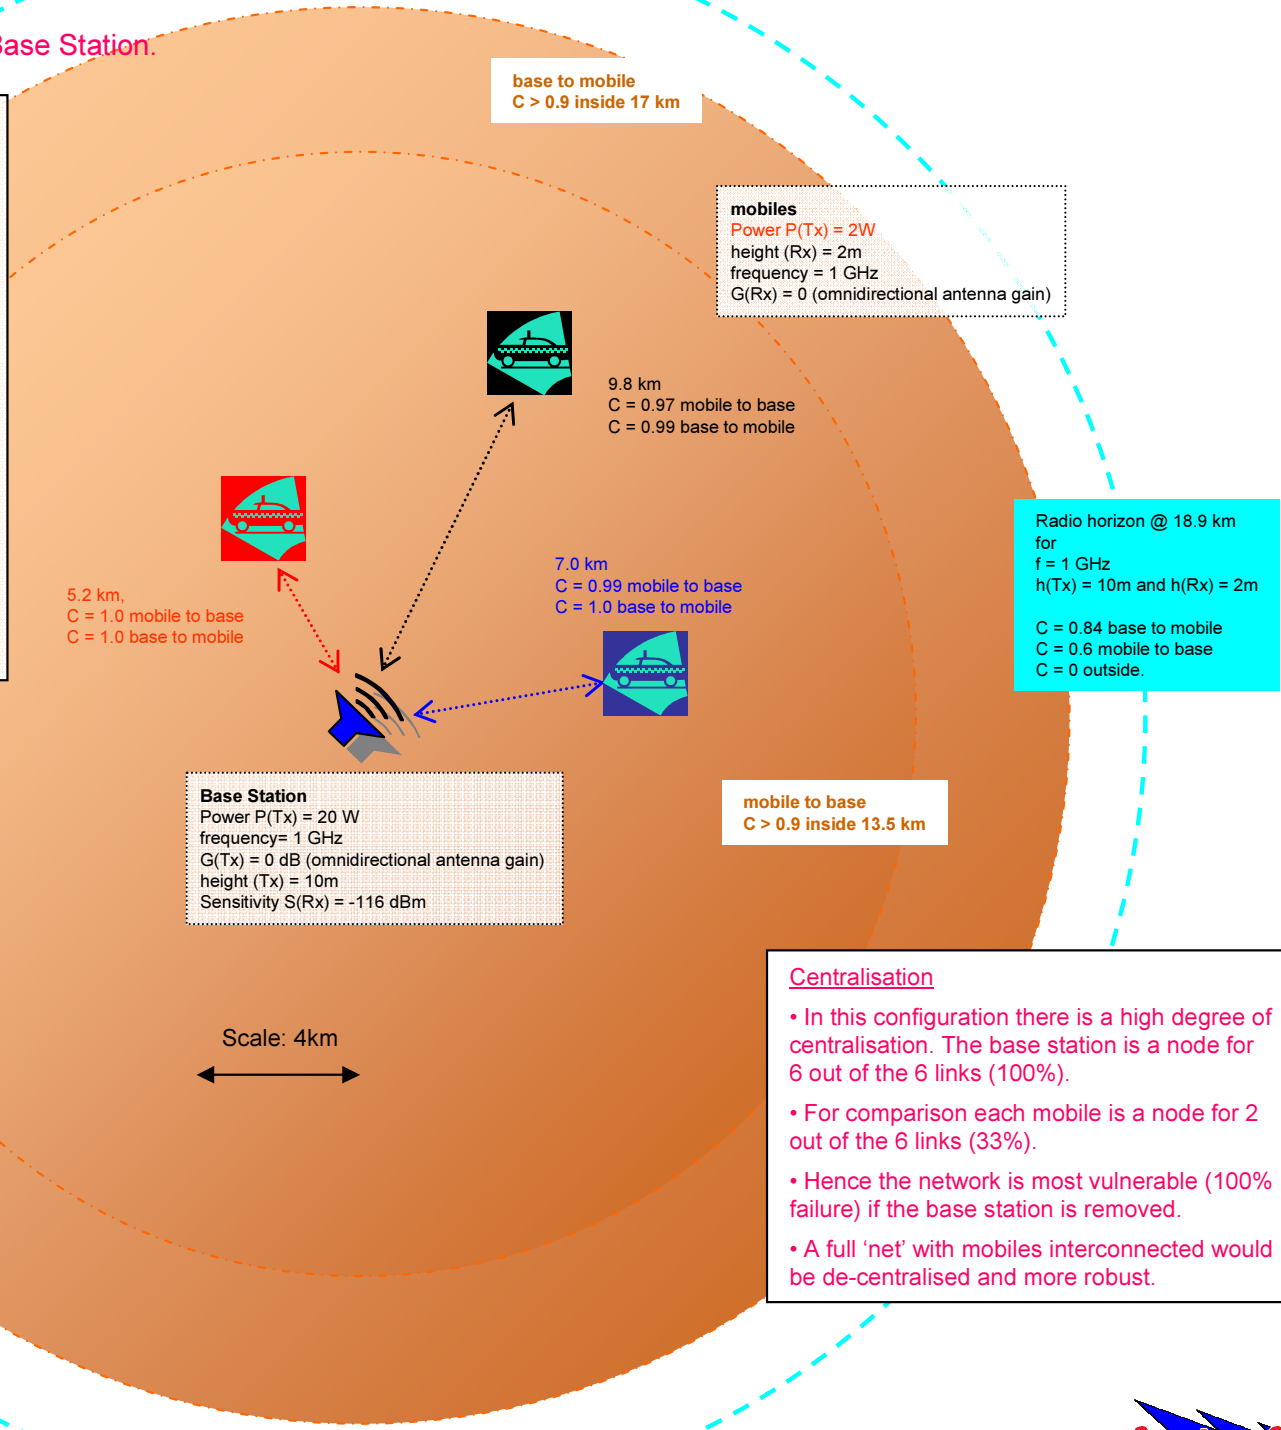 Base Station.
base to mobile
C > 0.9 inside 17 km
mobiles
Power P(Tx) = 2W
height (Rx) = 2m
frequency = 1 GHz
G(Rx) = 0 (omnidirectional antenna gain)
9.8 km
C = 0.97 mobile to base
C = 0.99 base to mobile
Radio horizon @ 18.9 km
for
f = 1 GHz
h(Tx) = 10m and h(Rx) = 2m
C = 0.84 base to mobile
C = 0.6 mobile to base
C = 0 outside.
7.0 km
C = 0.99 mobile to base
C = 1.0 base to mobile
5.2 km,
C = 1.0 mobile to base
C = 1.0 base to mobile
Base Station
Power P(Tx) = 20 W
frequency= 1 GHz
G(Tx) = 0 dB (omnidirectional antenna gain)
height (Tx) = 10m
Sensitivity S(Rx) = -116 dBm
mobile to base
C > 0.9 inside 13.5 km
Scale: 4km
Centralisation
• In this configuration there is a high degree of
centralisation. The base station is a node for
6 out of the 6 links (100%).
• For comparison each mobile is a node for 2
out of the 6 links (33%).
• Hence the network is most vulnerable (100%
failure) if the base station is removed.
• A full ‘net’ with mobiles interconnected would
be de-centralised and more robust.